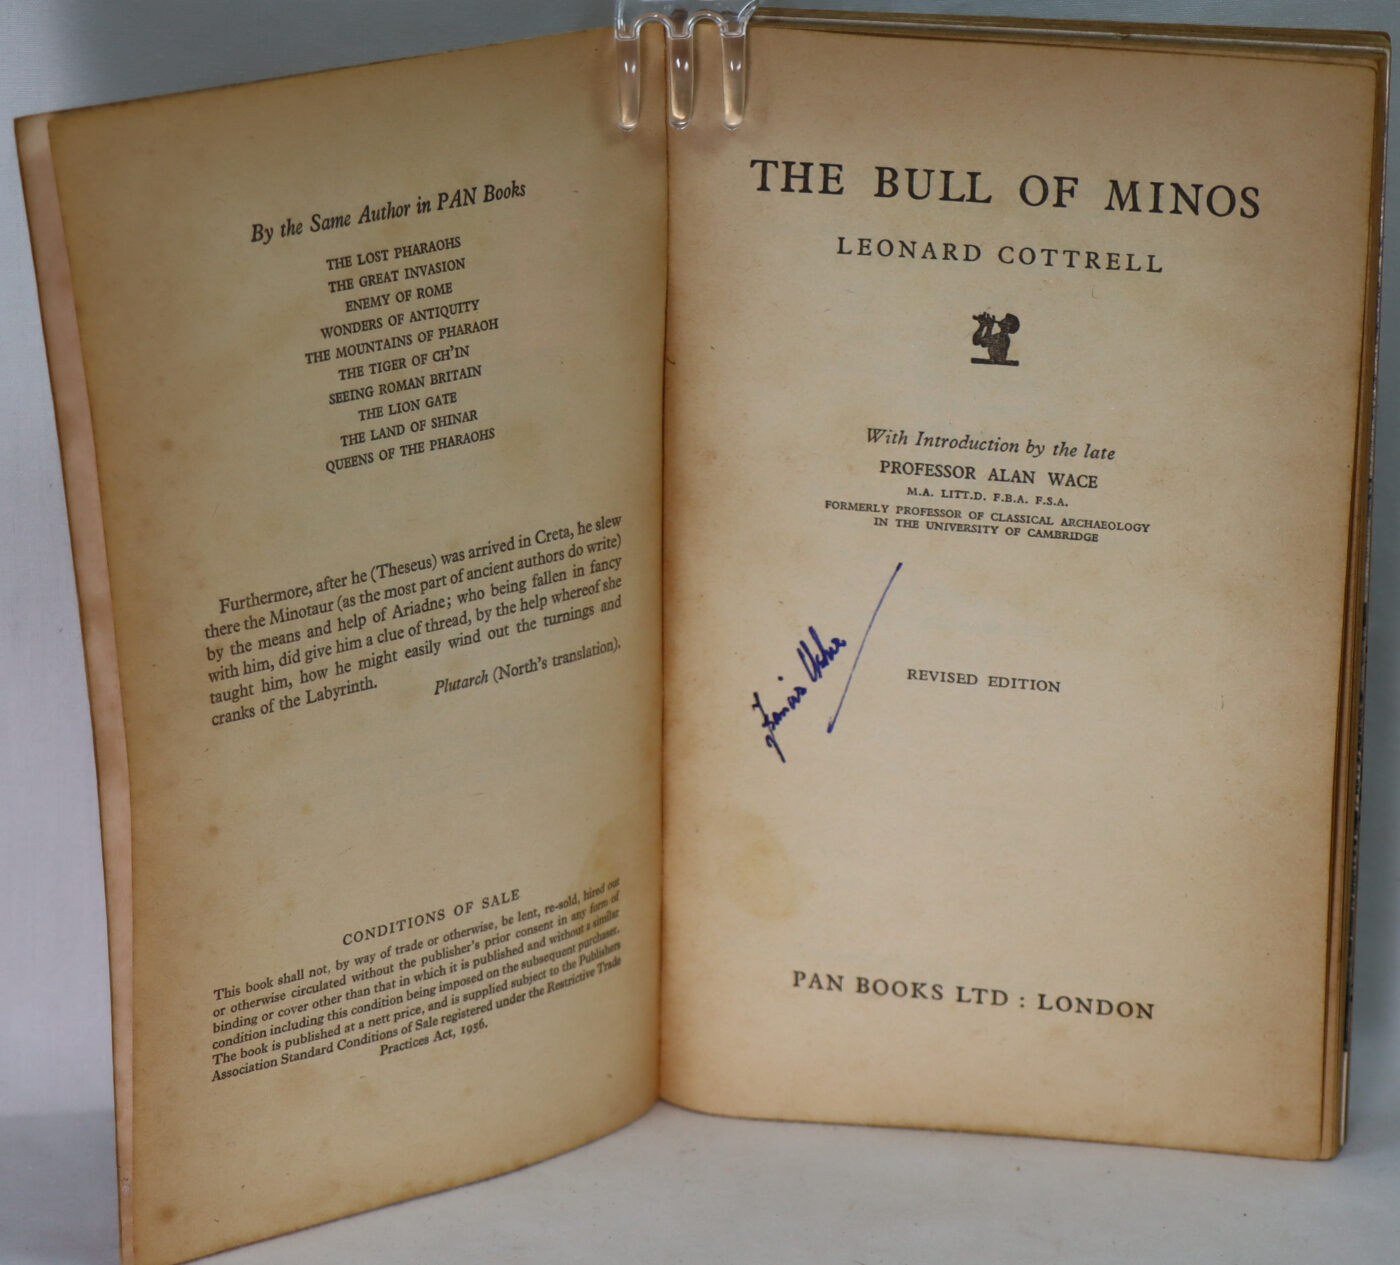 By the Same Author in PAN Books
THE LOST PHARAOHS
THE GREAT INVASION
ENEMY OF ROME
WONDERS OF ANTIQUITY
THE MOUNTAINS OF PHARAOH
THE TIGER OF CH'IN
SEEING ROMAN BRITAIN
THE LION GATE
THE LAND OF SHINAR
QUEENS OF THE PHARAOHS
Furthermore, after he (Theseus) was arrived in Creta, he slew
there the Minotaur (as the most part of ancient authors do write)
by the means and help of Ariadne; who being fallen in fancy
with him, did give him a clue of thread, by the help whereof she
taught him, how he might easily wind out the turnings and
cranks of the Labyrinth.
Plutarch (North's translation).
CONDITIONS OF SALE
This book shall not, by way of trade or otherwise, be lent, re-sold, hired out
or otherwise circulated without the publisher's prior consent in any form of
binding or cover other than that in which it is published and without a similar
condition including this condition being imposed on the subsequent purchaser.
The book is published at a nett price, and is supplied subject to the Publishers
Association Standard Conditions of Sale registered under the Restrictive Trade
Practices Act, 1956.
THE BULL OF MINOS
LEONARD COTTRELL
With Introduction by the late
PROFESSOR ALAN WACE
M.A. LITT.D. F.B.A. F.S.A.
FORMERLY PROFESSOR OF CLASSICAL ARCHAEOLOGY
IN THE UNIVERSITY OF CAMBRIDGE
REVISED EDITION
PAN BOOKS LTD : LONDON